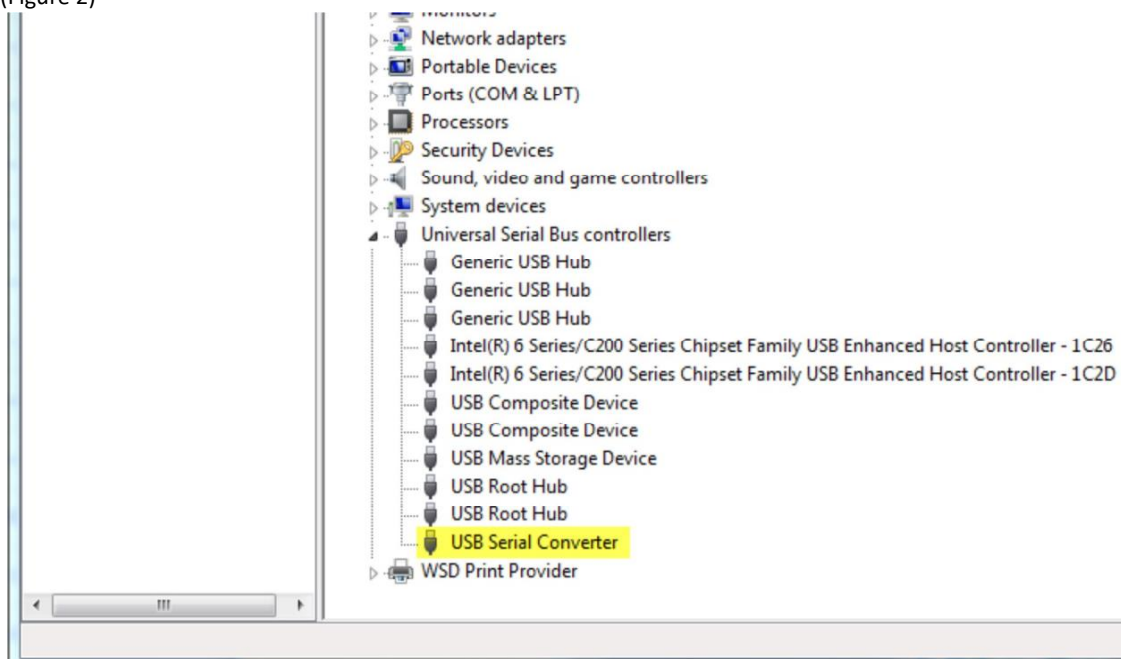 (Figure 2)
Monitors
Network adapters
Portable Devices
Ports (COM & LPT)
Processors
Security Devices
Sound, video and game controllers
System devices
Universal Serial Bus controllers
Generic USB Hub
Generic USB Hub
Generic USB Hub
Intel(R) 6 Series/C200 Series Chipset Family USB Enhanced Host Controller - 1C26
Intel(R) 6 Series/C200 Series Chipset Family USB Enhanced Host Controller - 1C2D
USB Composite Device
USB Composite Device
USB Mass Storage Device
USB Root Hub
USB Root Hub
USB Serial Converter
WSD Print Provider